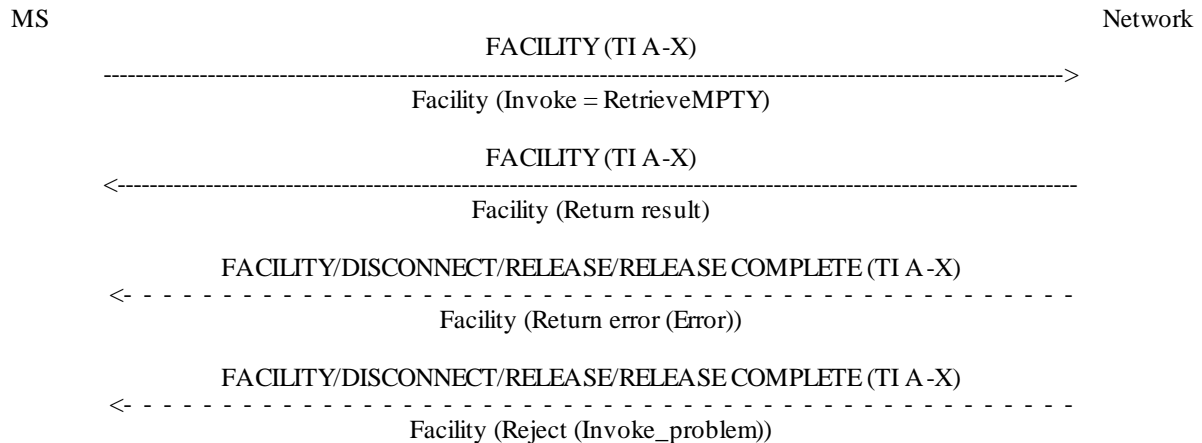 MS Network
FACILITY (TI A-X)
Facility (Invoke = RetrieveMPTY)
FACILITY (TI A-X)
Facility (Return result)
FACILITY/DISCONNECT/RELEASE/RELEASE COMPLETE (TI A-X)
Facility (Return error (Error))
FACILITY/DISCONNECT/RELEASE/RELEASE COMPLETE (TI A-X)
Facility (Reject (Invoke_problem))